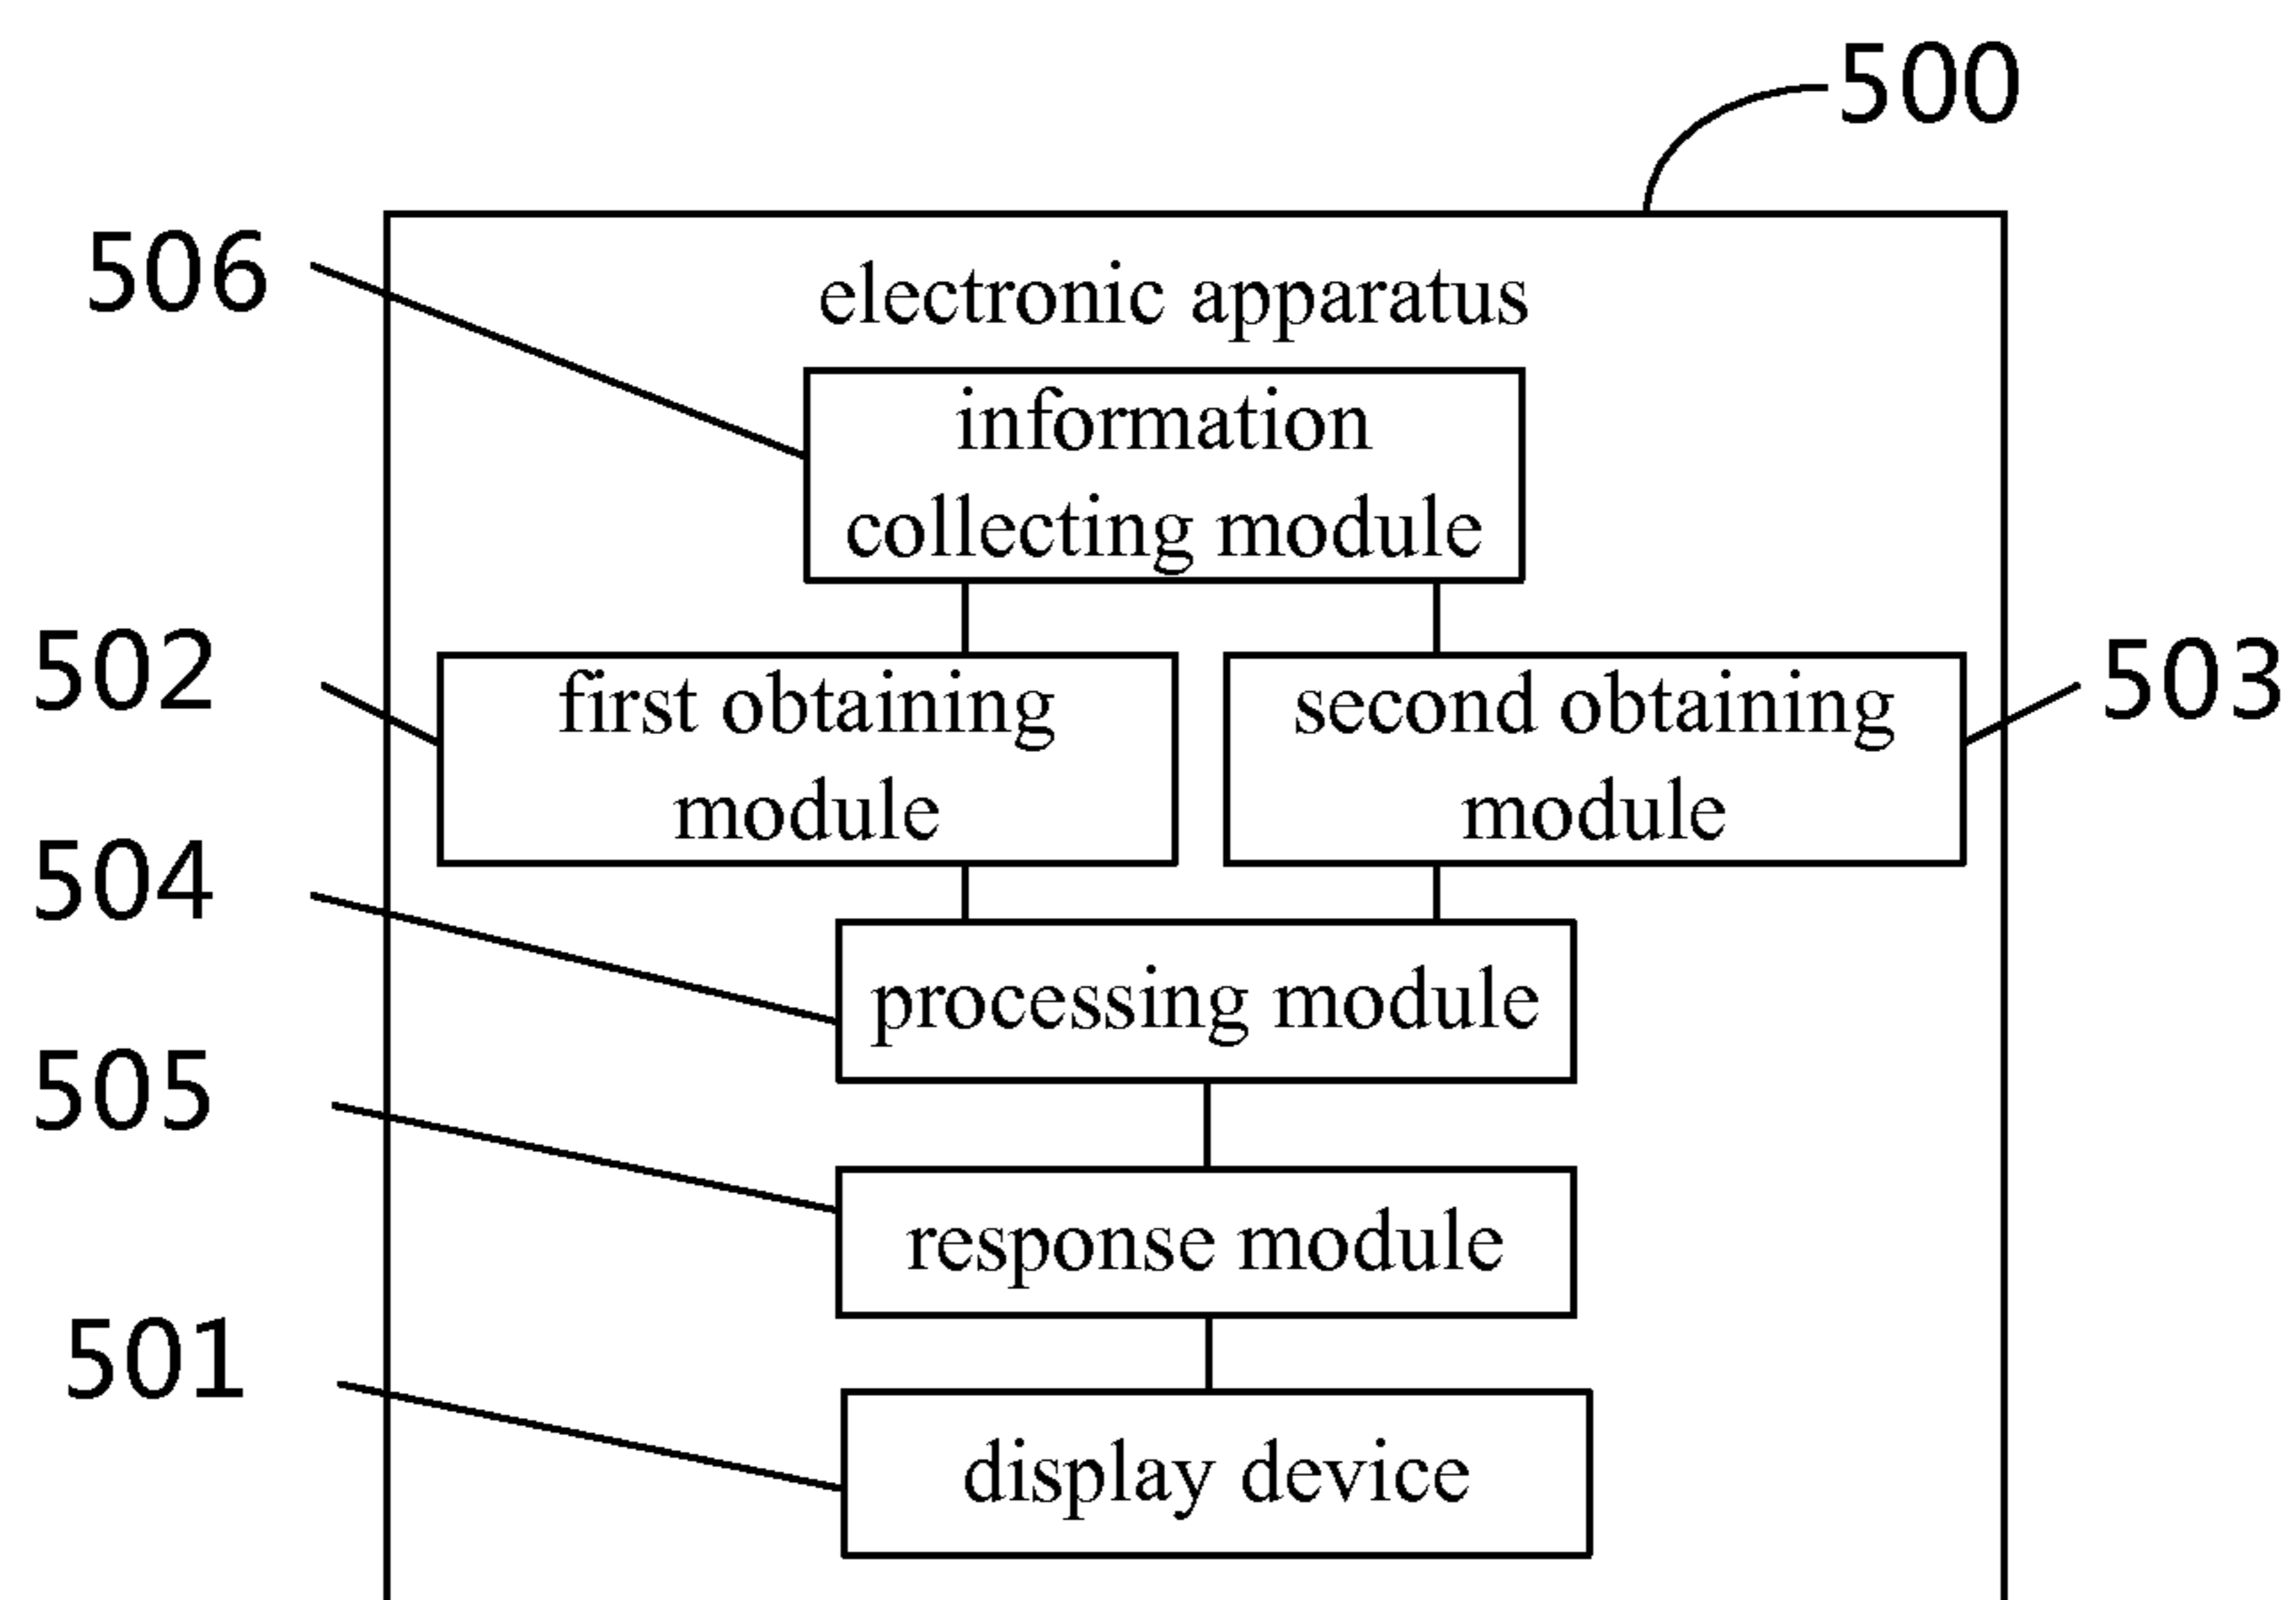 500
506
electronic apparatus
information
collecting module
502
first obtaining
module
second obtaining
module
503
504
processing module
505
response module
501
display device